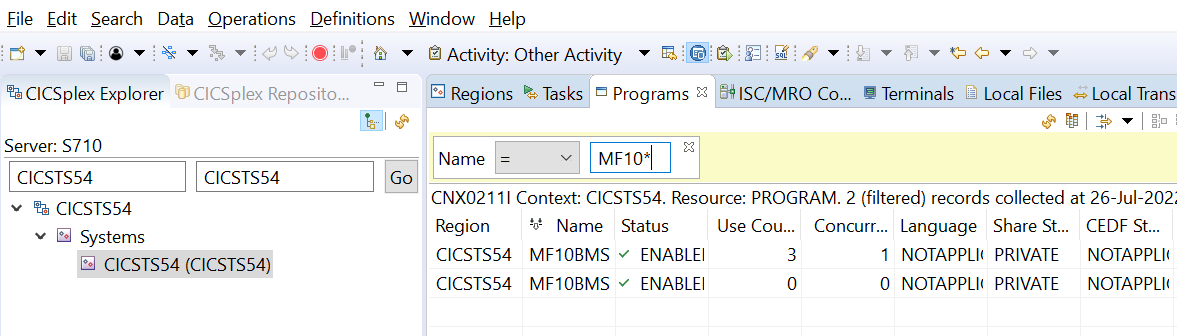 File Edit Search Data Operations Definitions Window Help
Activity: Other Activity
CICSplex Explorer CICSplex Reposito...
Regions Tasks Programs ISC/MRO Co... Terminals Local Files Local Trans
Server: S710
CICSTS54 CICSTS54 Go
CICSTS54
Systems
CICSTS54 (CICSTS54)
Name = MF10*
CNX0211I Context: CICSTS54. Resource: PROGRAM. 2 (filtered) records collected at 26-Jul-2022
Region Name Status Use Cou... Concurr... Language Share St... CEDF St...
CICSTS54 MF10BMS ENABLEI 3 1 NOTAPPLIC PRIVATE NOTAPPLIC
CICSTS54 MF10BMS ENABLEI 0 0 NOTAPPLIC PRIVATE NOTAPPLIC